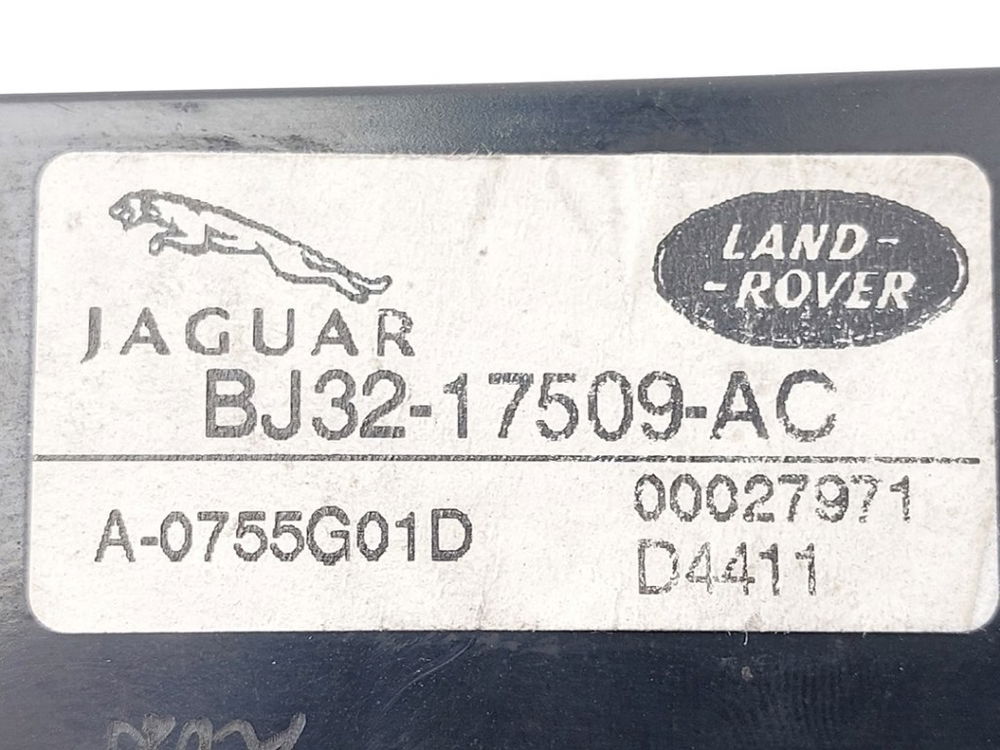 LAND-
-ROVER
JAGUAR
BJ32-17509-AC
A-0755G01D
00027971
D4411